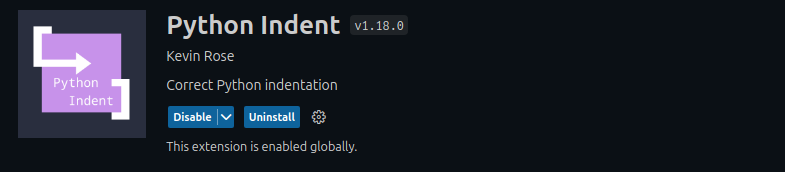 Python
Indent
Python Indent v1.18.0
Kevin Rose
Correct Python indentation
Disable Uninstall
This extension is enabled globally.